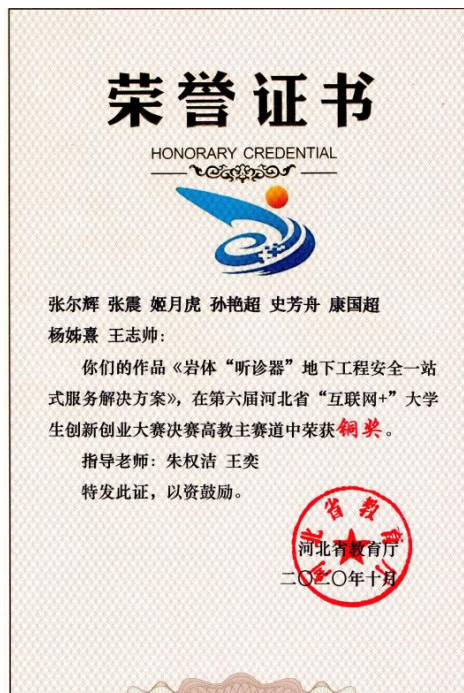 荣誉证书
HONORARY CREDENTIAL
张尔辉 张震 姬月虎 孙艳超 史芳舟 康国超
杨姊熹 王志帅：
你们的作品《岩体“听诊器”地下工程安全一站
式服务解决方案》，在第六届河北省“互联网+”大学
生创新创业大赛决赛高教主赛道中荣获铜奖。
指导老师：朱权洁 王奕
特发此证，以资鼓励。
河北省教育厅
河北省教育厅
二〇二〇年十月